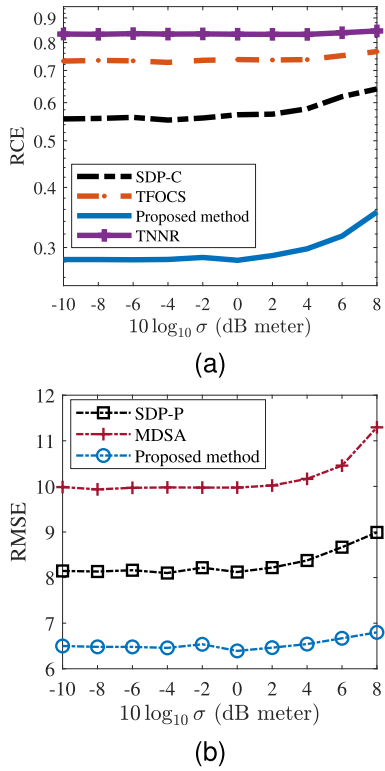 0.9
0.8
0.7
0.6
0.5
0.4
0.3
RCE
SDP-C
TFOCS
Proposed method
TNNR
-10 -8 -6 -4 -2 0 2 4 6 8
10 log₁₀ σ (dB meter)
(a)
12
11
10
9
8
7
6
RMSE
SDP-P
MDSA
Proposed method
-10 -8 -6 -4 -2 0 2 4 6 8
10 log₁₀ σ (dB meter)
(b)